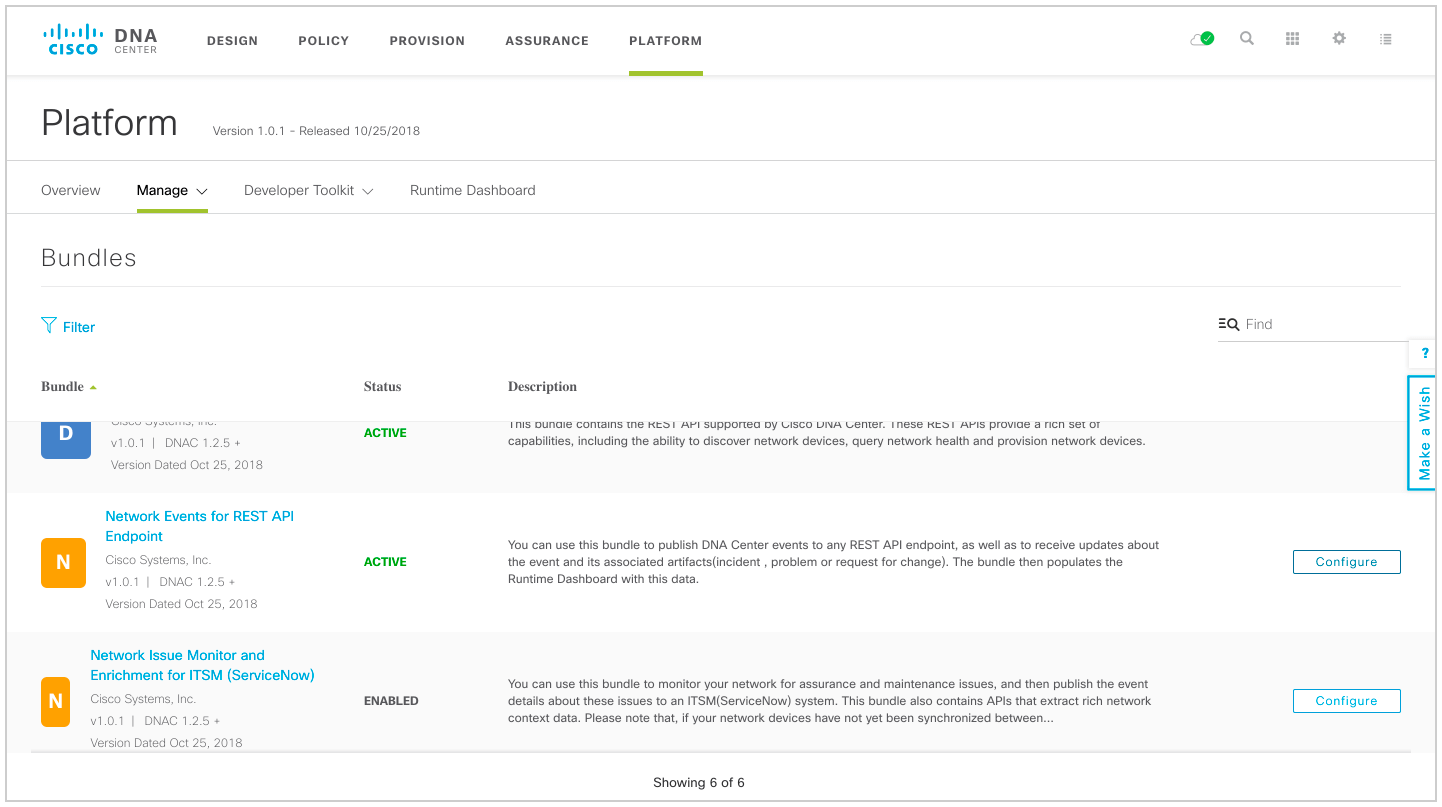 CISCO DNA CENTER DESIGN POLICY PROVISION ASSURANCE PLATFORM
Platform Version 1.0.1 - Released 10/25/2018
Overview Manage Developer Toolkit Runtime Dashboard
Bundles
Filter
Find
?
Make a Wish
Bundle Status Description
D
Cisco Systems, Inc.
v1.0.1 | DNAC 1.2.5 +
Version Dated Oct 25, 2018
ACTIVE
This bundle contains the REST API supported by Cisco DNA Center. These REST APIs provide a rich set of
capabilities, including the ability to discover network devices, query network health and provision network devices.
N
Network Events for REST API
Endpoint
Cisco Systems, Inc.
v1.0.1 | DNAC 1.2.5 +
Version Dated Oct 25, 2018
ACTIVE
You can use this bundle to publish DNA Center events to any REST API endpoint, as well as to receive updates about
the event and its associated artifacts(incident , problem or request for change). The bundle then populates the
Runtime Dashboard with this data.
Configure
N
Network Issue Monitor and
Enrichment for ITSM (ServiceNow)
Cisco Systems, Inc.
v1.0.1 | DNAC 1.2.5 +
Version Dated Oct 25, 2018
ENABLED
You can use this bundle to monitor your network for assurance and maintenance issues, and then publish the event
details about these issues to an ITSM(ServiceNow) system. This bundle also contains APIs that extract rich network
context data. Please note that, if your network devices have not yet been synchronized between...
Configure
Showing 6 of 6